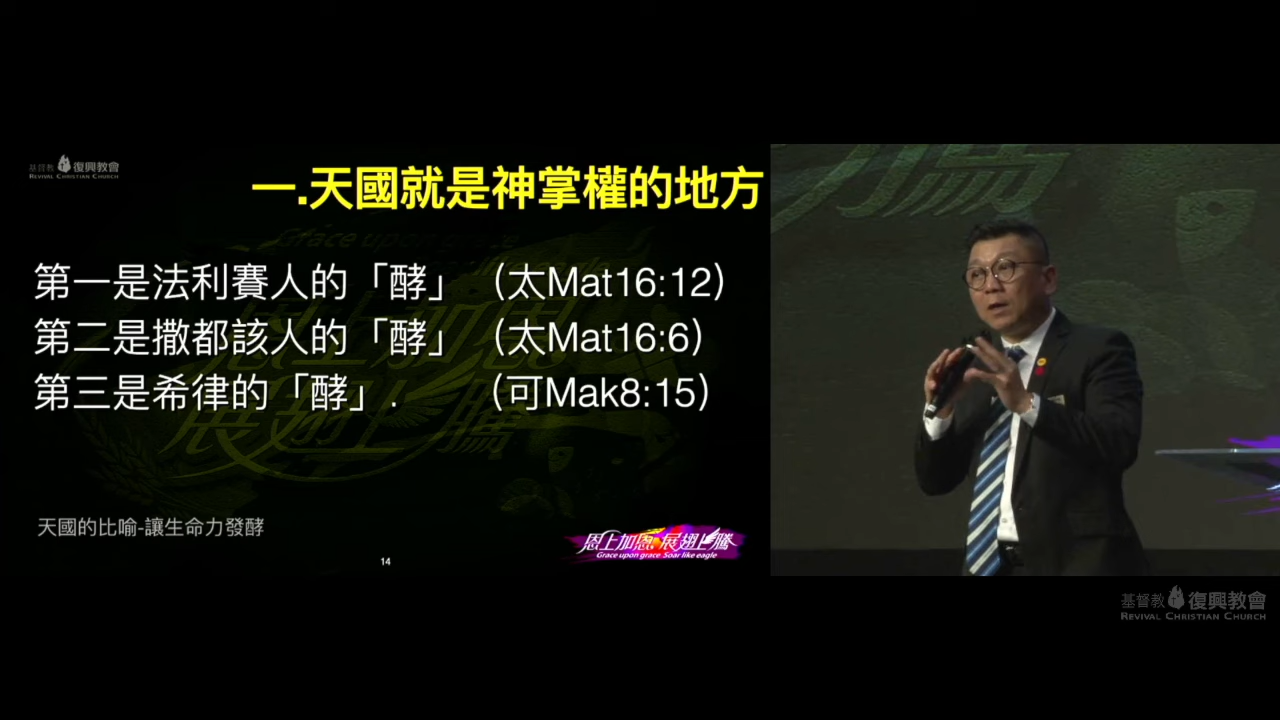 基督教 復興教會
REVIVAL CHRISTIAN CHURCH
一.天國就是神掌權的地方
第一是法利賽人的「酵」 （太Mat16:12）
第二是撒都該人的「酵」 （太Mat16:6）
第三是希律的「酵」. （可Mak8:15）
天國的比喻-讓生命力發酵
14
恩上加恩 展翅上騰
Grace upon grace Soar like eagle
基督教 復興教會
REVIVAL CHRISTIAN CHURCH